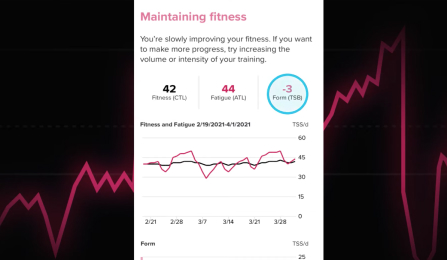 Maintaining fitness
You're slowly improving your fitness. If you want
to make more progress, try increasing the
volume or intensity of your training.
42 44 -3
Fitness (CTL) Fatigue (ATL) Form (TSB)
Fitness and Fatigue 2/19/2021-4/1/2021 TSS/d
60
45
30
15
0
2/21 2/28 3/7 3/14 3/21 3/28
Form TSS/d
25